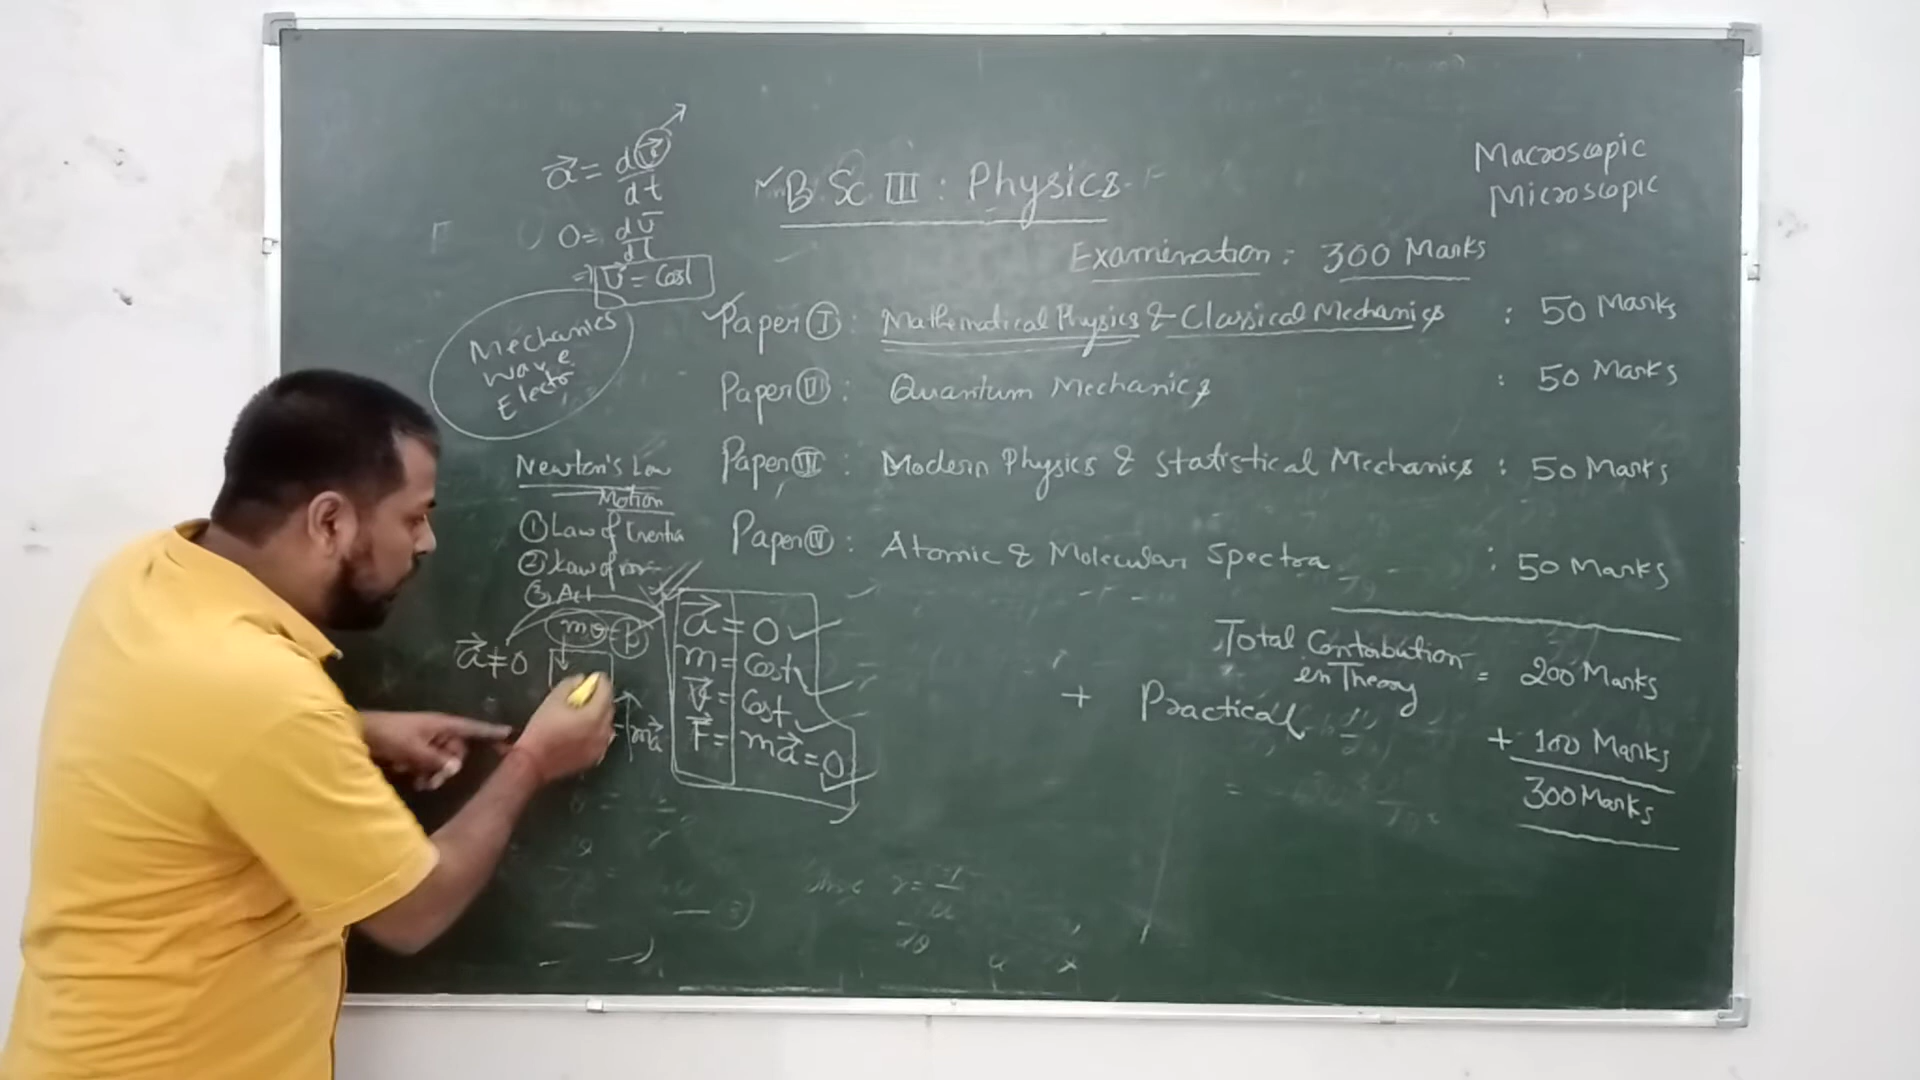 a⃗ = dv⃗/dt
0 = dv̄/dt
⇒ v⃗ = Cost
Mechanics
Wave
Electro
Newton's Law
Motion
① Law of Inertia
② Law of
③ Act
mv = p
a⃗ ≠ 0
= ma⃗
a⃗ = 0
m = Cost
v⃗ = Cost
F⃗ = ma⃗ = 0
B Sc III : Physics
Macroscopic
Microscopic
Examination : 300 Marks
Paper I : Mathematical Physics & Classical Mechanics : 50 Marks
Paper II : Quantum Mechanics : 50 Marks
Paper III : Modern Physics & Statistical Mechanics : 50 Marks
Paper IV : Atomic & Molecular Spectra : 50 Marks
Total Contribution
in Theory = 200 Marks
+ Practical + 100 Marks
300 Marks